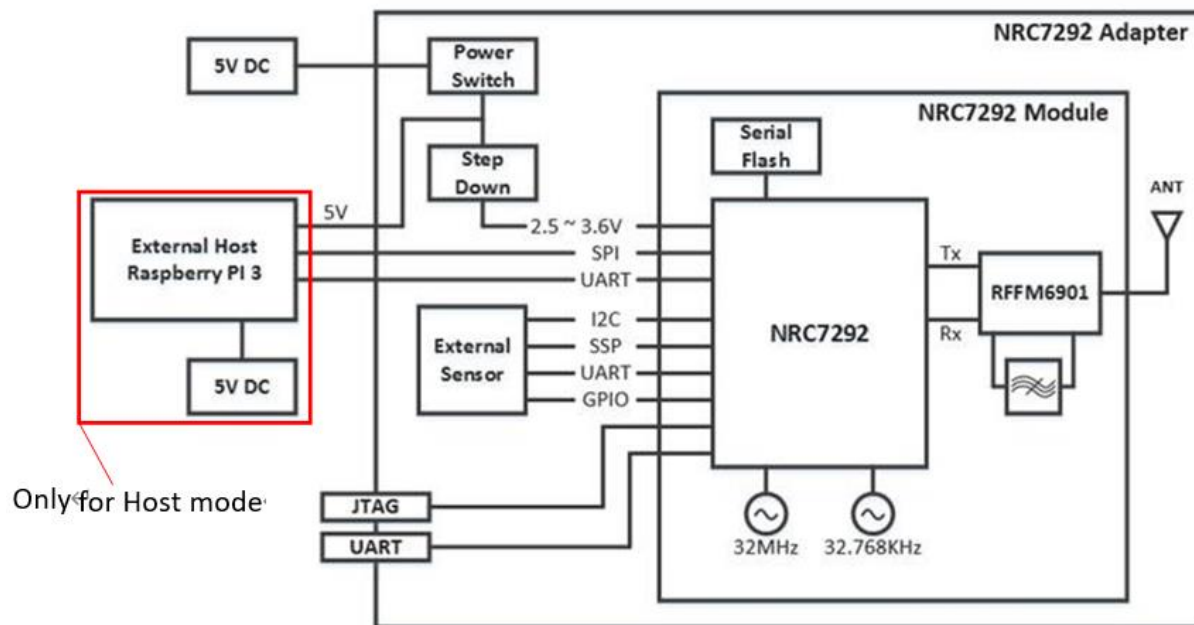 NRC7292 Adapter
5V DC
Power
Switch
NRC7292 Module
Serial
Flash
Step
Down
ANT
5V
2.5 ~ 3.6V
External Host
Raspberry PI 3
SPI
Tx
UART
RFFM6901
I2C
NRC7292
Rx
External
Sensor
SSP
5V DC
UART
GPIO
Only for Host mode
JTAG
UART
32MHz
32.768KHz